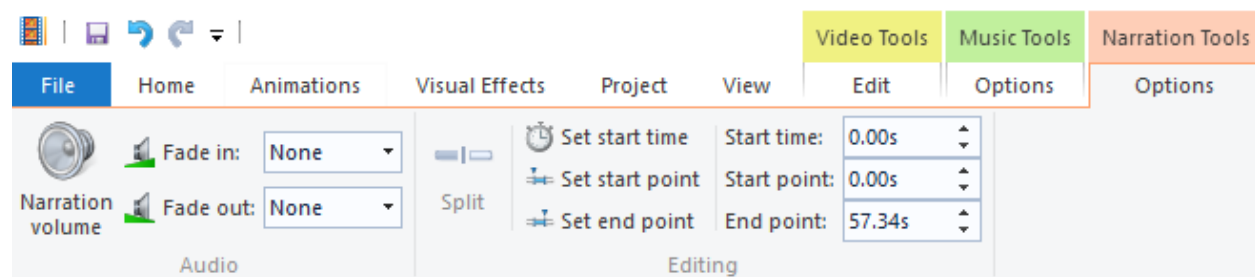 Video Tools Music Tools Narration Tools
File Home Animations Visual Effects Project View Edit Options Options
Fade in: None
Fade out: None
Narration volume
Audio
Split
Set start time Start time: 0.00s
Set start point Start point: 0.00s
Set end point End point: 57.34s
Editing